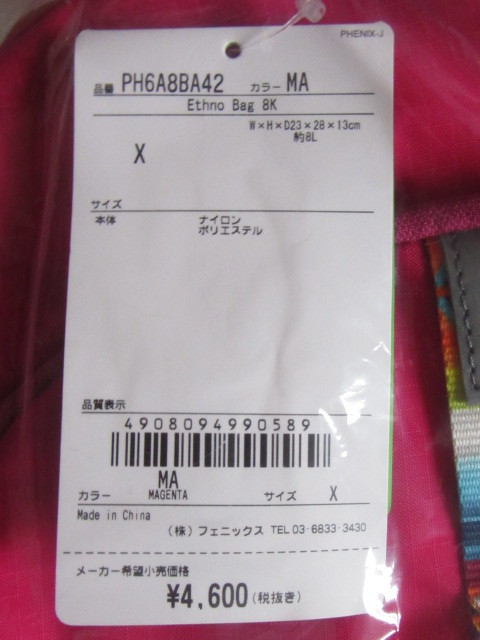 PHENIX-J
品番 PH6A8BA42 カラー MA
Ethno Bag 8K
W×H×D23×28×13cm
約8L
X
サイズ
本体 ナイロン
ポリエステル
品質表示
4908094990589
MA
カラー MAGENTA サイズ X
Made in China
(株) フェニックス TEL 03-6833-3430
メーカー希望小売価格
¥4,600(税抜き)